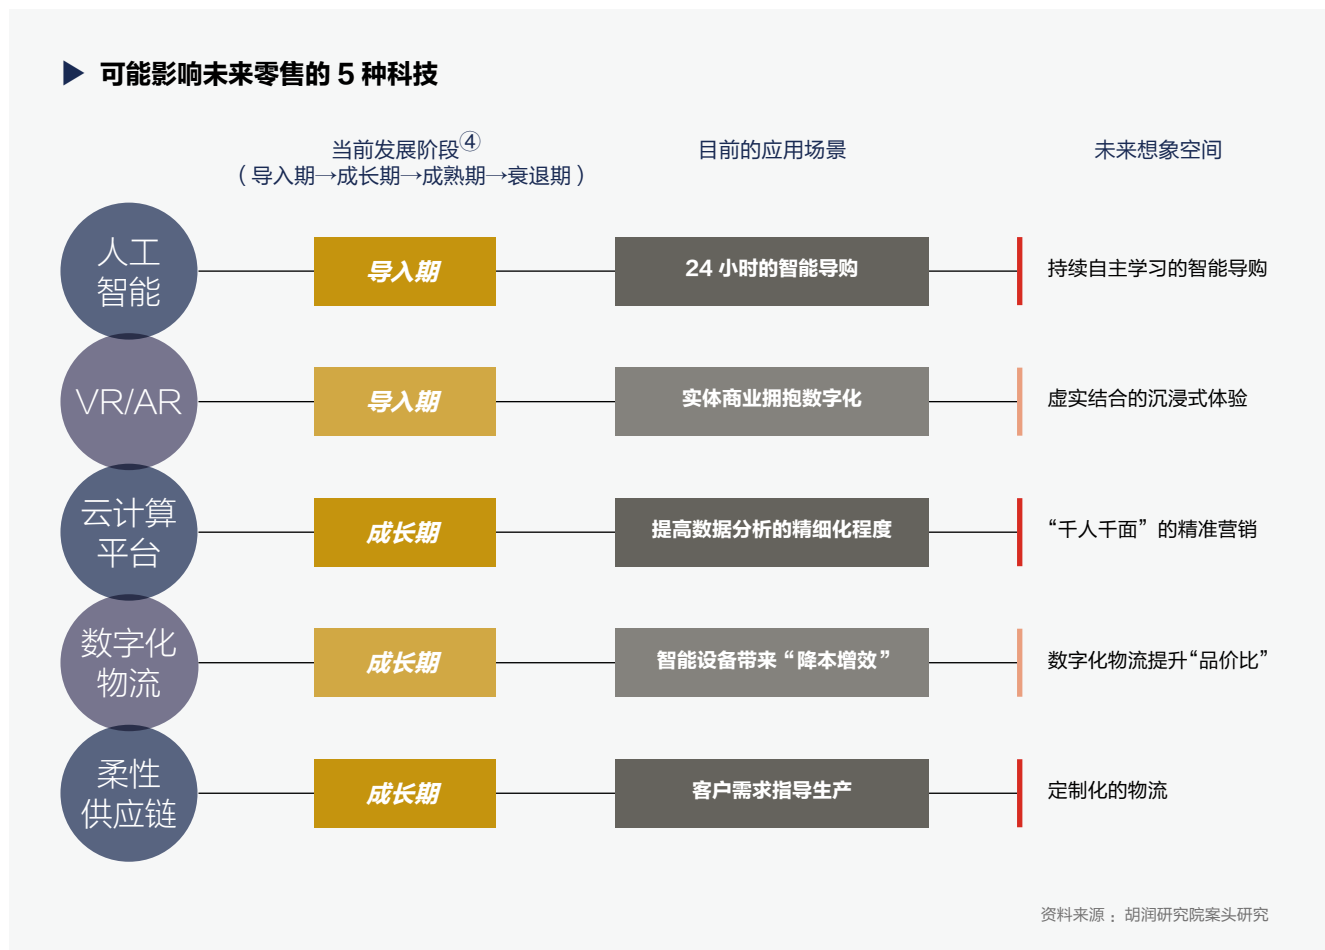 可能影响未来零售的 5 种科技
当前发展阶段④
（导入期→成长期→成熟期→衰退期）
目前的应用场景
未来想象空间
人工
智能
导入期
24 小时的智能导购
持续自主学习的智能导购
VR/AR
导入期
实体商业拥抱数字化
虚实结合的沉浸式体验
云计算
平台
成长期
提高数据分析的精细化程度
“千人千面”的精准营销
数字化
物流
成长期
智能设备带来“降本增效”
数字化物流提升“品价比”
柔性
供应链
成长期
客户需求指导生产
定制化的物流
资料来源：胡润研究院案头研究